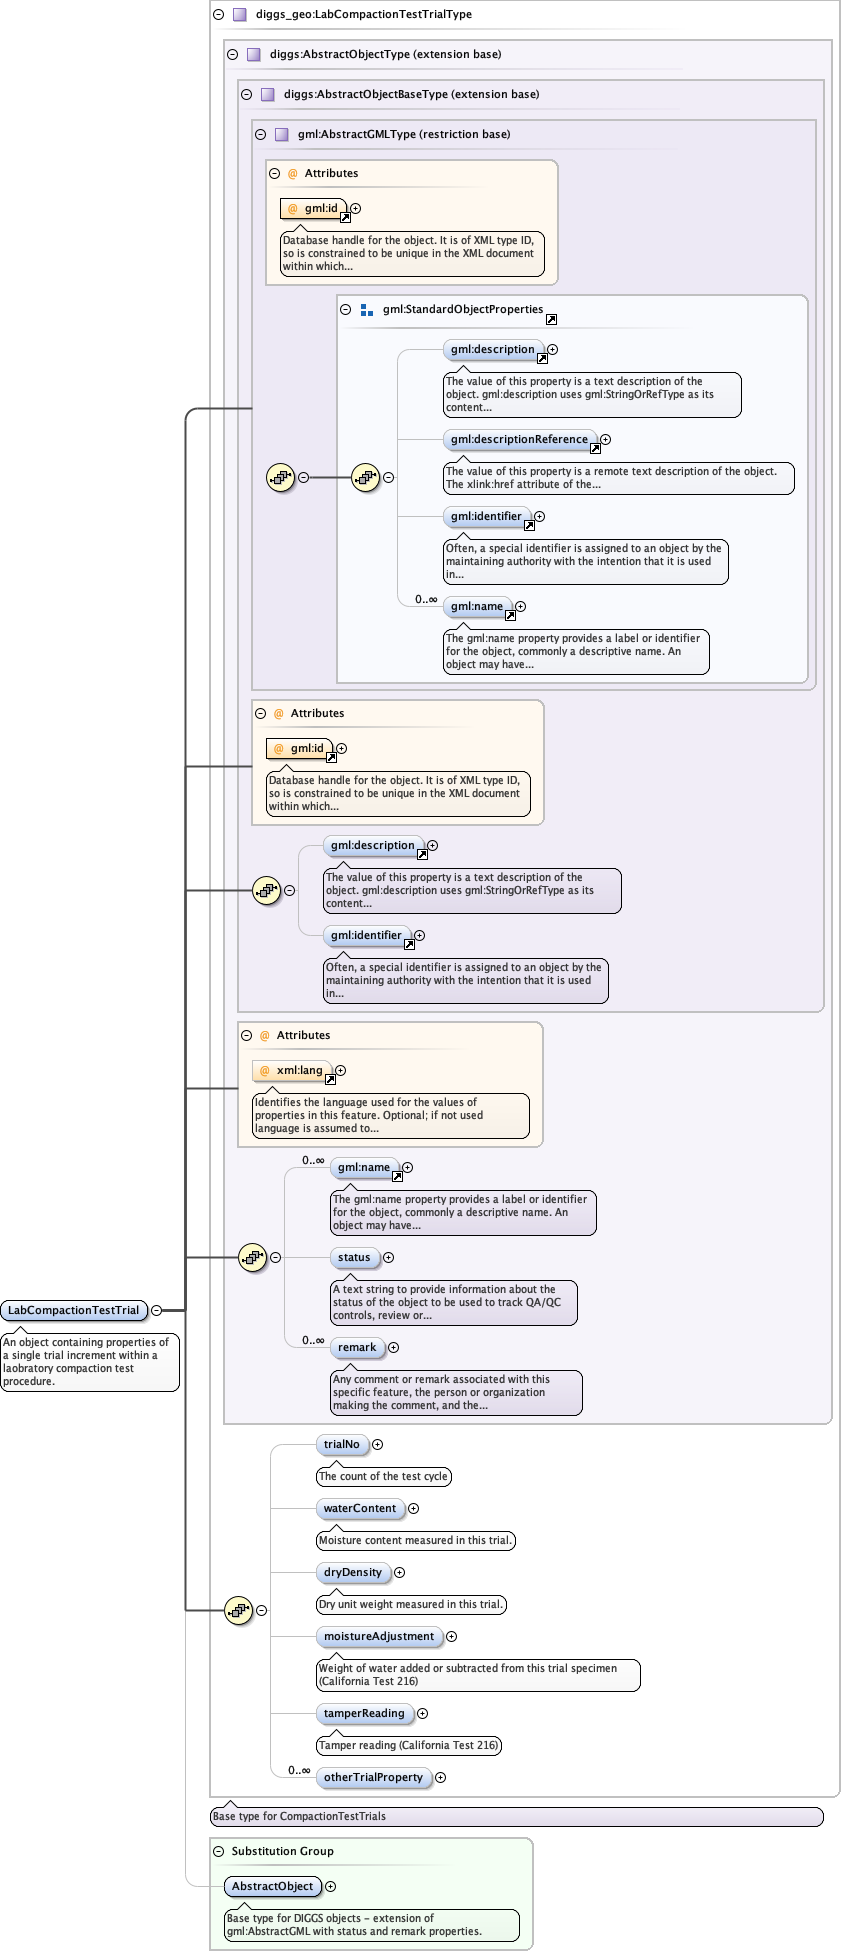 diggs_geo:LabCompactionTestTrialType
diggs:AbstractObjectType (extension base)
diggs:AbstractObjectBaseType (extension base)
gml:AbstractGMLType (restriction base)
@ Attributes
@ gml:id
Database handle for the object. It is of XML type ID,
so is constrained to be unique in the XML document
within which...
gml:StandardObjectProperties
gml:description
The value of this property is a text description of the
object. gml:description uses gml:StringOrRefType as its
content...
gml:descriptionReference
The value of this property is a remote text description of the object.
The xlink:href attribute of the...
gml:identifier
Often, a special identifier is assigned to an object by the
maintaining authority with the intention that it is used
in...
0..∞
gml:name
The gml:name property provides a label or identifier
for the object, commonly a descriptive name. An
object may have...
@ Attributes
@ gml:id
Database handle for the object. It is of XML type ID,
so is constrained to be unique in the XML document
within which...
gml:description
The value of this property is a text description of the
object. gml:description uses gml:StringOrRefType as its
content...
gml:identifier
Often, a special identifier is assigned to an object by the
maintaining authority with the intention that it is used
in...
@ Attributes
@ xml:lang
Identifies the language used for the values of
properties in this feature. Optional; if not used
language is assumed to...
0..∞
gml:name
The gml:name property provides a label or identifier
for the object, commonly a descriptive name. An
object may have...
status
A text string to provide information about the
status of the object to be used to track QA/QC
controls, review or...
0..∞
remark
Any comment or remark associated with this
specific feature, the person or organization
making the comment, and the...
LabCompactionTestTrial
An object containing properties of
a single trial increment within a
laobratory compaction test
procedure.
trialNo
The count of the test cycle
waterContent
Moisture content measured in this trial.
dryDensity
Dry unit weight measured in this trial.
moistureAdjustment
Weight of water added or subtracted from this trial specimen
(California Test 216)
tamperReading
Tamper reading (California Test 216)
0..∞
otherTrialProperty
Base type for CompactionTestTrials
Substitution Group
AbstractObject
Base type for DIGGS objects - extension of
gml:AbstractGML with status and remark properties.